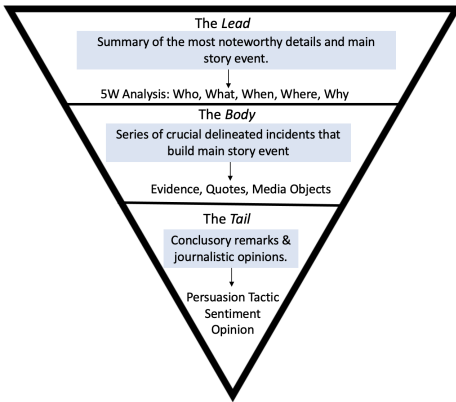 The Lead
Summary of the most noteworthy details and main
story event.
5W Analysis: Who, What, When, Where, Why
The Body
Series of crucial delineated incidents that
build main story event
Evidence, Quotes, Media Objects
The Tail
Conclusory remarks &
journalistic opinions.
Persuasion Tactic
Sentiment
Opinion